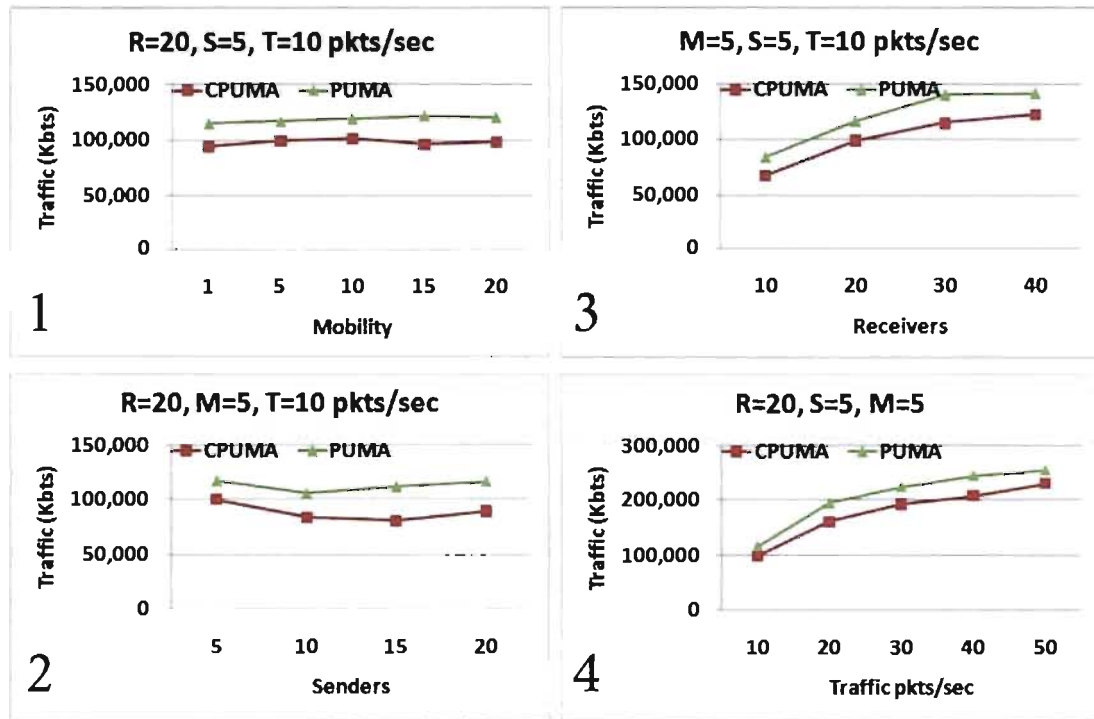 R=20, S=5, T=10 pkts/sec
CPUMA PUMA
Traffic (Kbts)
150,000
100,000
50,000
0
1 5 10 15 20
Mobility
1
M=5, S=5, T=10 pkts/sec
CPUMA PUMA
Traffic (Kbts)
150,000
100,000
50,000
0
10 20 30 40
Receivers
3
R=20, M=5, T=10 pkts/sec
CPUMA PUMA
Traffic (Kbts)
150,000
100,000
50,000
0
5 10 15 20
Senders
2
R=20, S=5, M=5
CPUMA PUMA
Traffic (Kbts)
300,000
200,000
100,000
0
10 20 30 40 50
Traffic pkts/sec
4